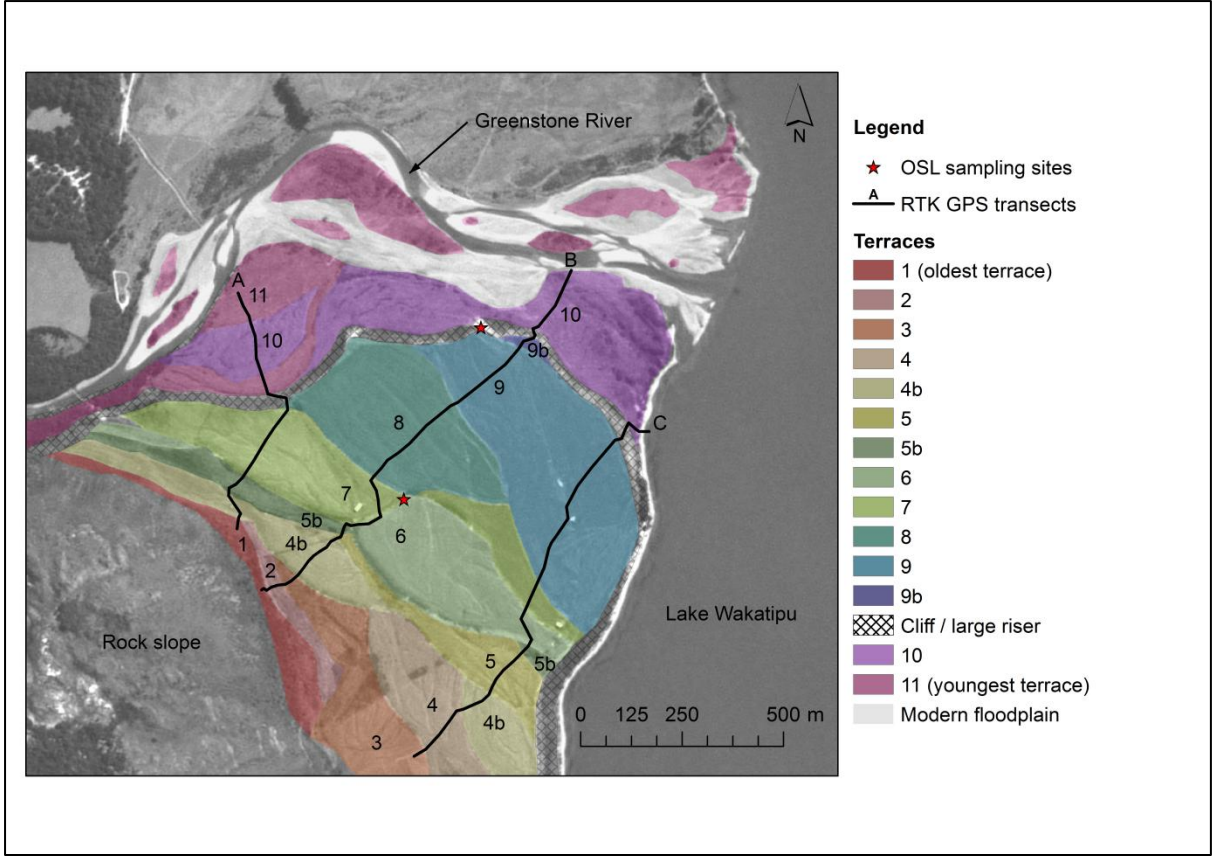 Greenstone River
N
A
B
11
10
10
9b
9
8
C
7
5b
6
4b
1
2
Rock slope
Lake Wakatipu
5
5b
4
4b
3
0 125 250 500 m
Legend
OSL sampling sites
A
RTK GPS transects
Terraces
1 (oldest terrace)
2
3
4
4b
5
5b
6
7
8
9
9b
Cliff / large riser
10
11 (youngest terrace)
Modern floodplain